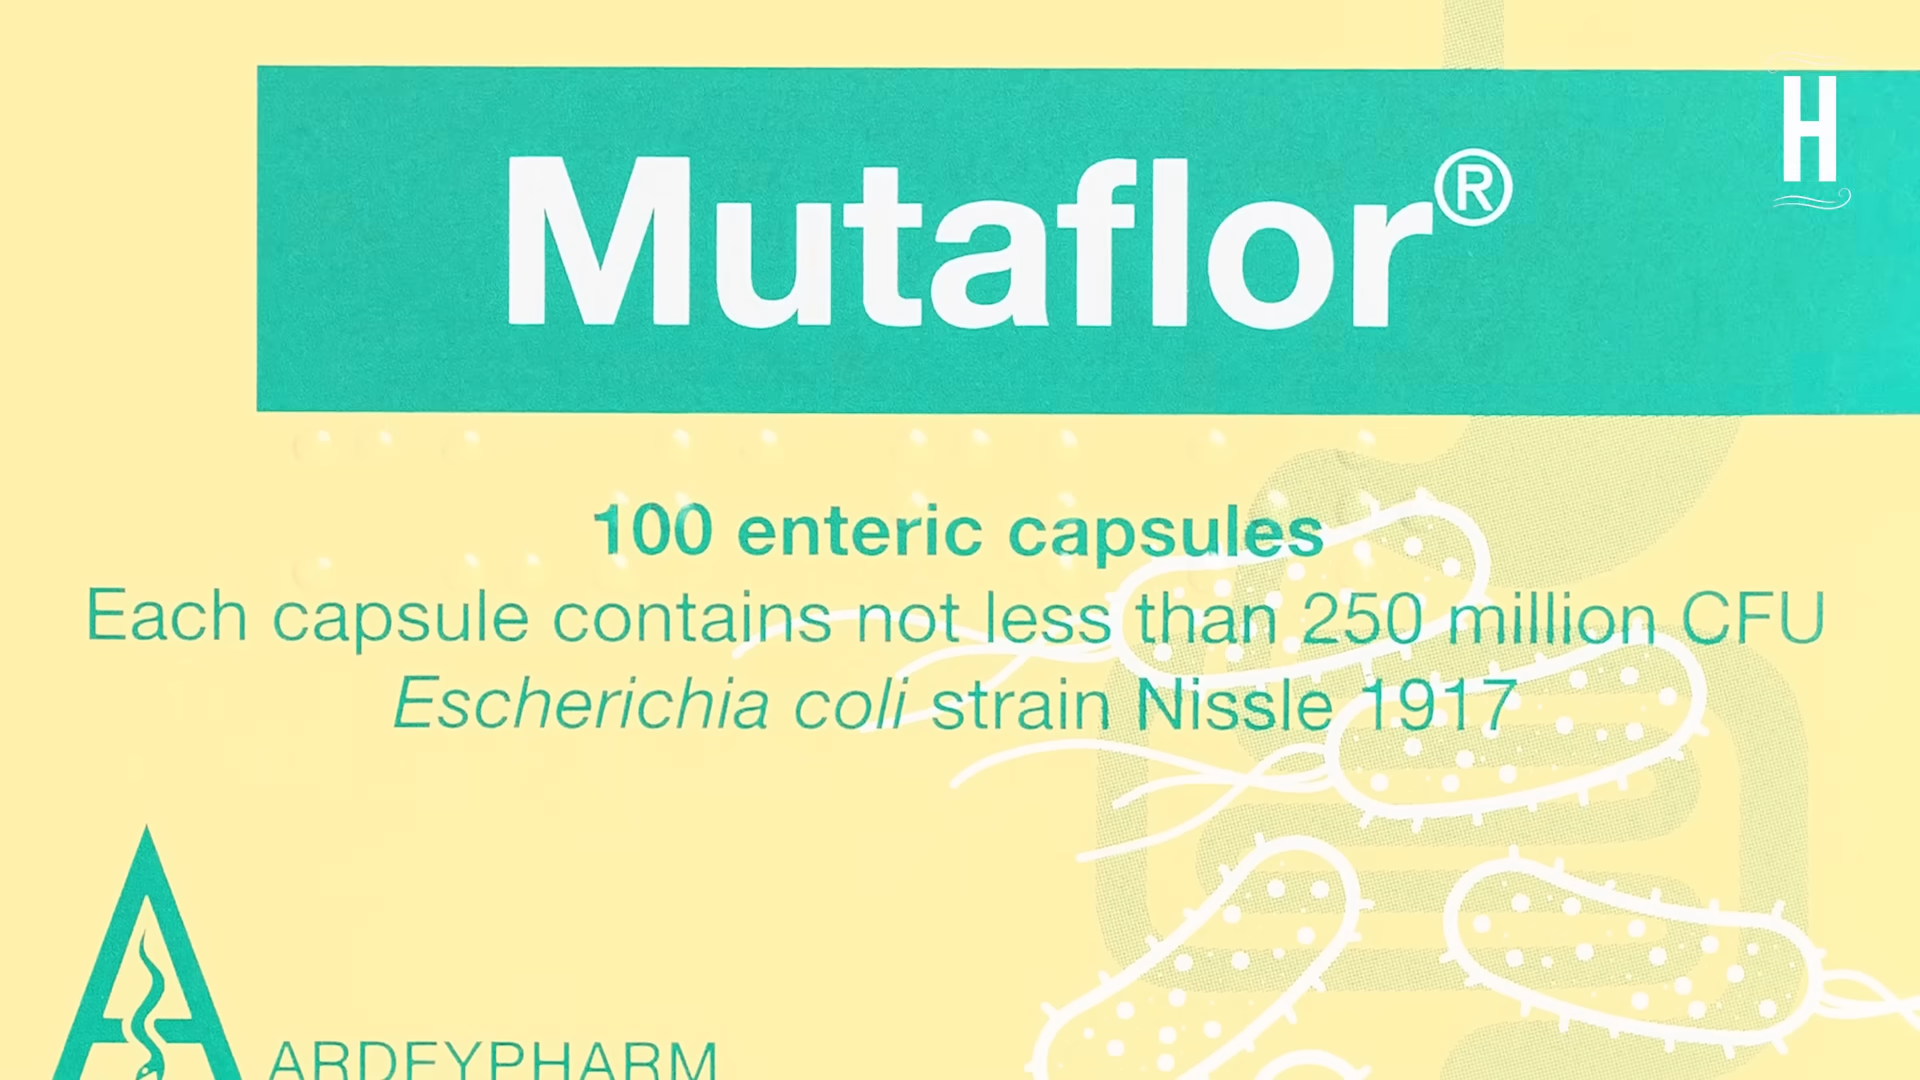 H
Mutaflor®
100 enteric capsules
Each capsule contains not less than 250 million CFU
Escherichia coli strain Nissle 1917
ARDEYPHARM